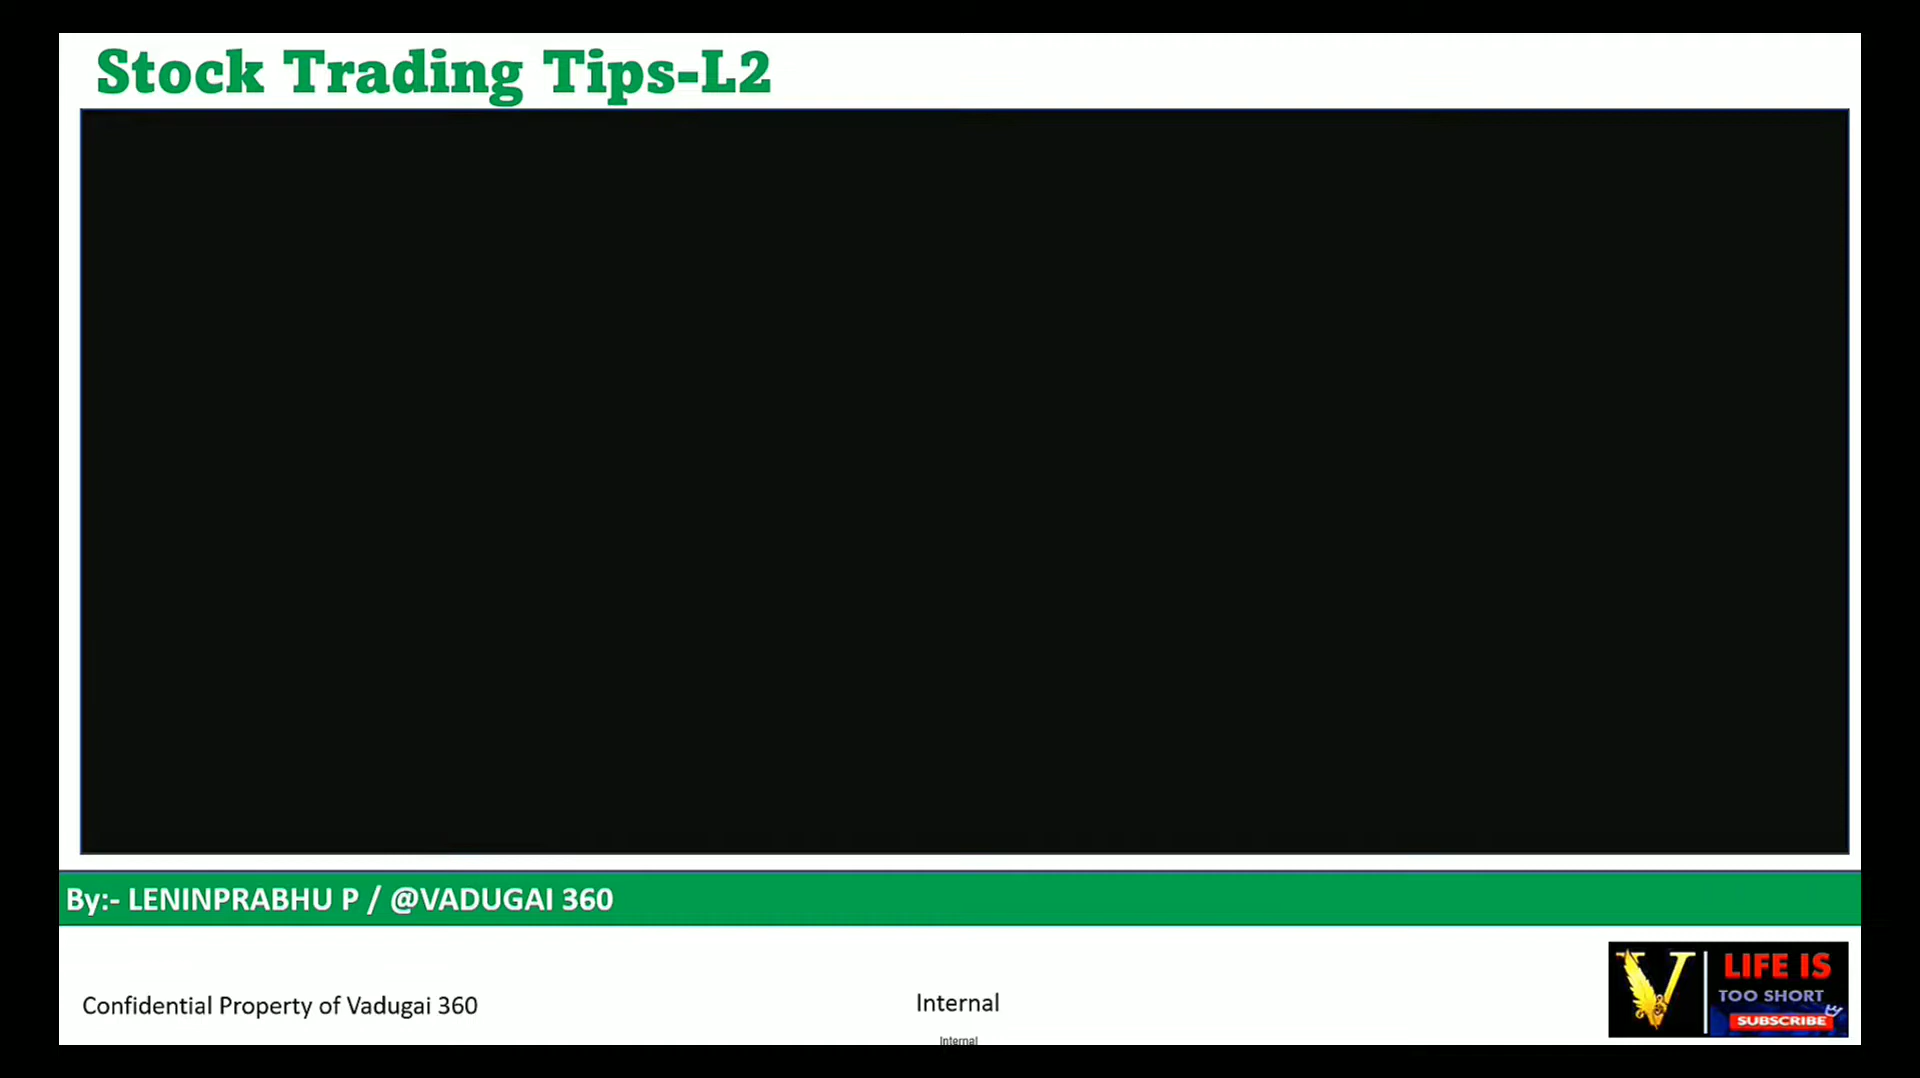 Stock Trading Tips-L2
By:- LENINPRABHU P / @VADUGAI 360
Confidential Property of Vadugai 360
Internal
Internal
V
LIFE IS
TOO SHORT
SUBSCRIBE